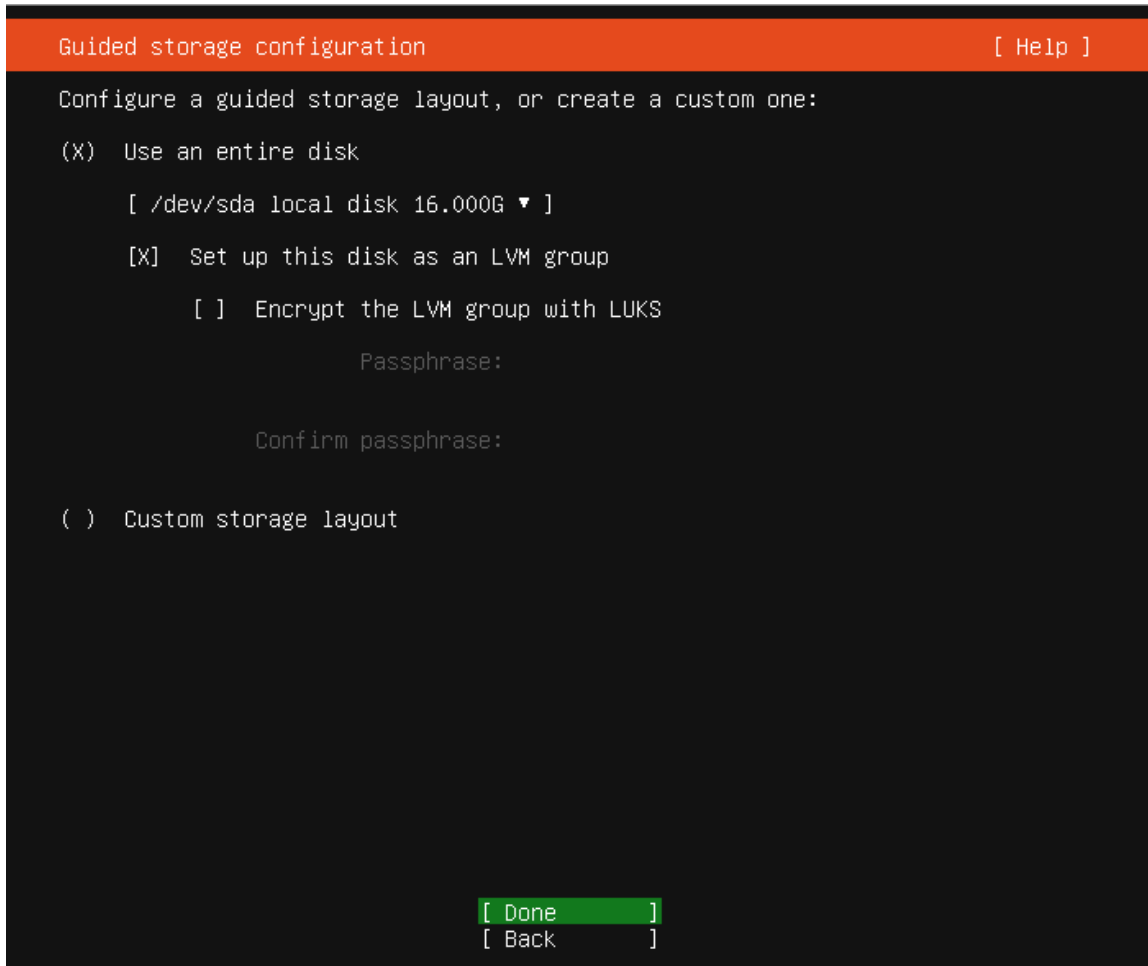 Guided storage configuration [ Help ]
Configure a guided storage layout, or create a custom one:
(X) Use an entire disk
[ /dev/sda local disk 16.000G ▾ ]
[X] Set up this disk as an LVM group
[ ] Encrypt the LVM group with LUKS
Passphrase:
Confirm passphrase:
( ) Custom storage layout
[ Done ]
[ Back ]